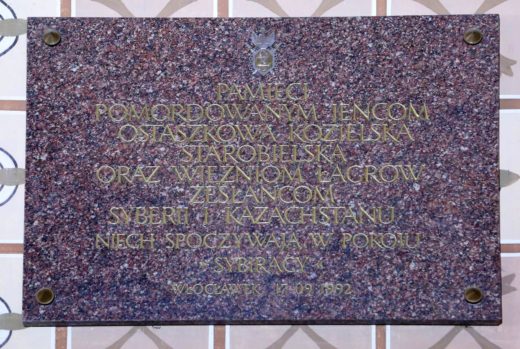 PAMIĘCI
POMORDOWANYM JEŃCOM
OSTASZKOWA, KOZIELSKA
STAROBIELSKA
ORAZ WIĘŹNIOM ŁAGRÓW
ZESŁAŃCOM
SYBERII I KAZACHSTANU
NIECH SPOCZYWAJĄ W POKOJU
SYBIRACY
WŁOCŁAWEK 17.09.1992